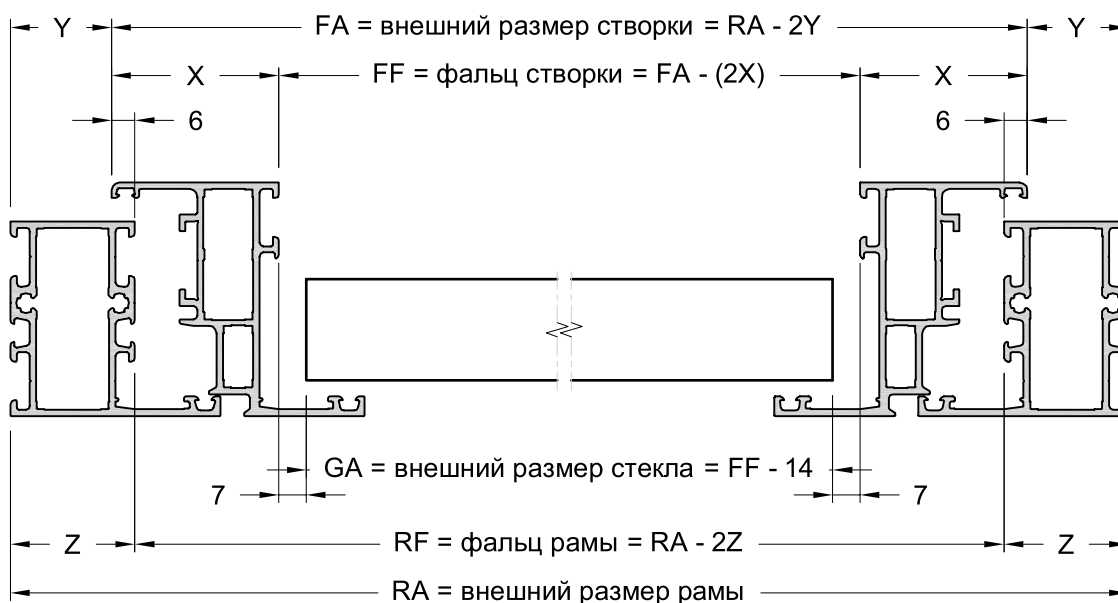 Y FA = внешний размер створки = RA - 2Y Y
X FF = фальц створки = FA - (2X) X
6 6
GA = внешний размер стекла = FF - 14
7 7
Z RF = фальц рамы = RA - 2Z Z
RA = внешний размер рамы